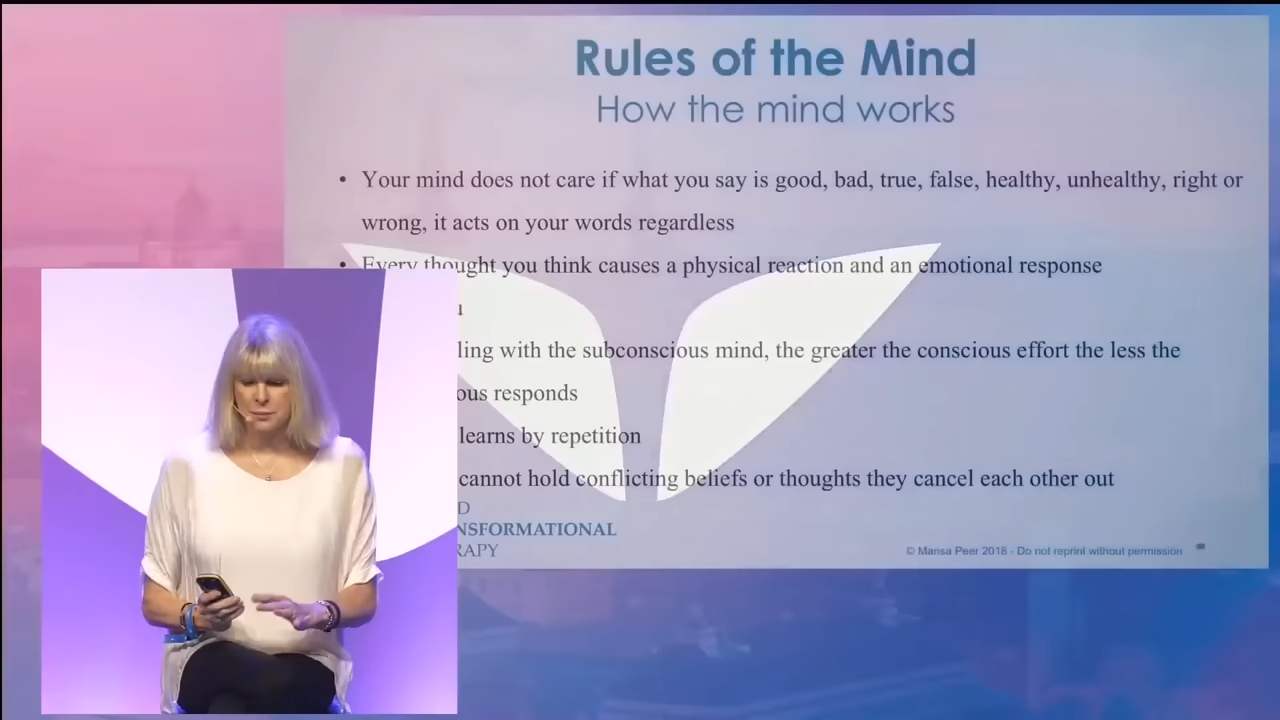 Rules of the Mind
How the mind works
• Your mind does not care if what you say is good, bad, true, false, healthy, unhealthy, right or
wrong, it acts on your words regardless
• Every thought you think causes a physical reaction and an emotional response
ling with the subconscious mind, the greater the conscious effort the less the
ous responds
learns by repetition
cannot hold conflicting beliefs or thoughts they cancel each other out
D
NSFORMATIONAL
RAPY
© Marisa Peer 2018 - Do not reprint without permission